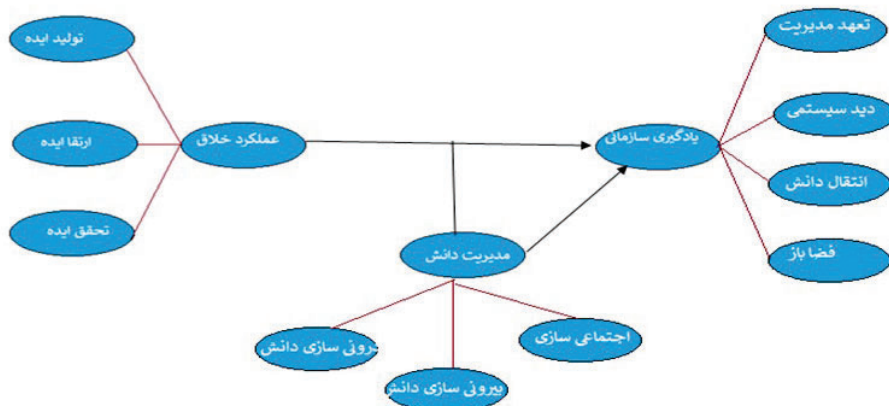 تعهد مدیریت
تولید ایده
دید سیستمی
یادگیری سازمانی
عملکرد خلاق
ارتقا ایده
انتقال دانش
تحقق ایده
فضا باز
مدیریت دانش
اجتماعی سازی
درونی سازی دانش
بیرونی سازی دانش